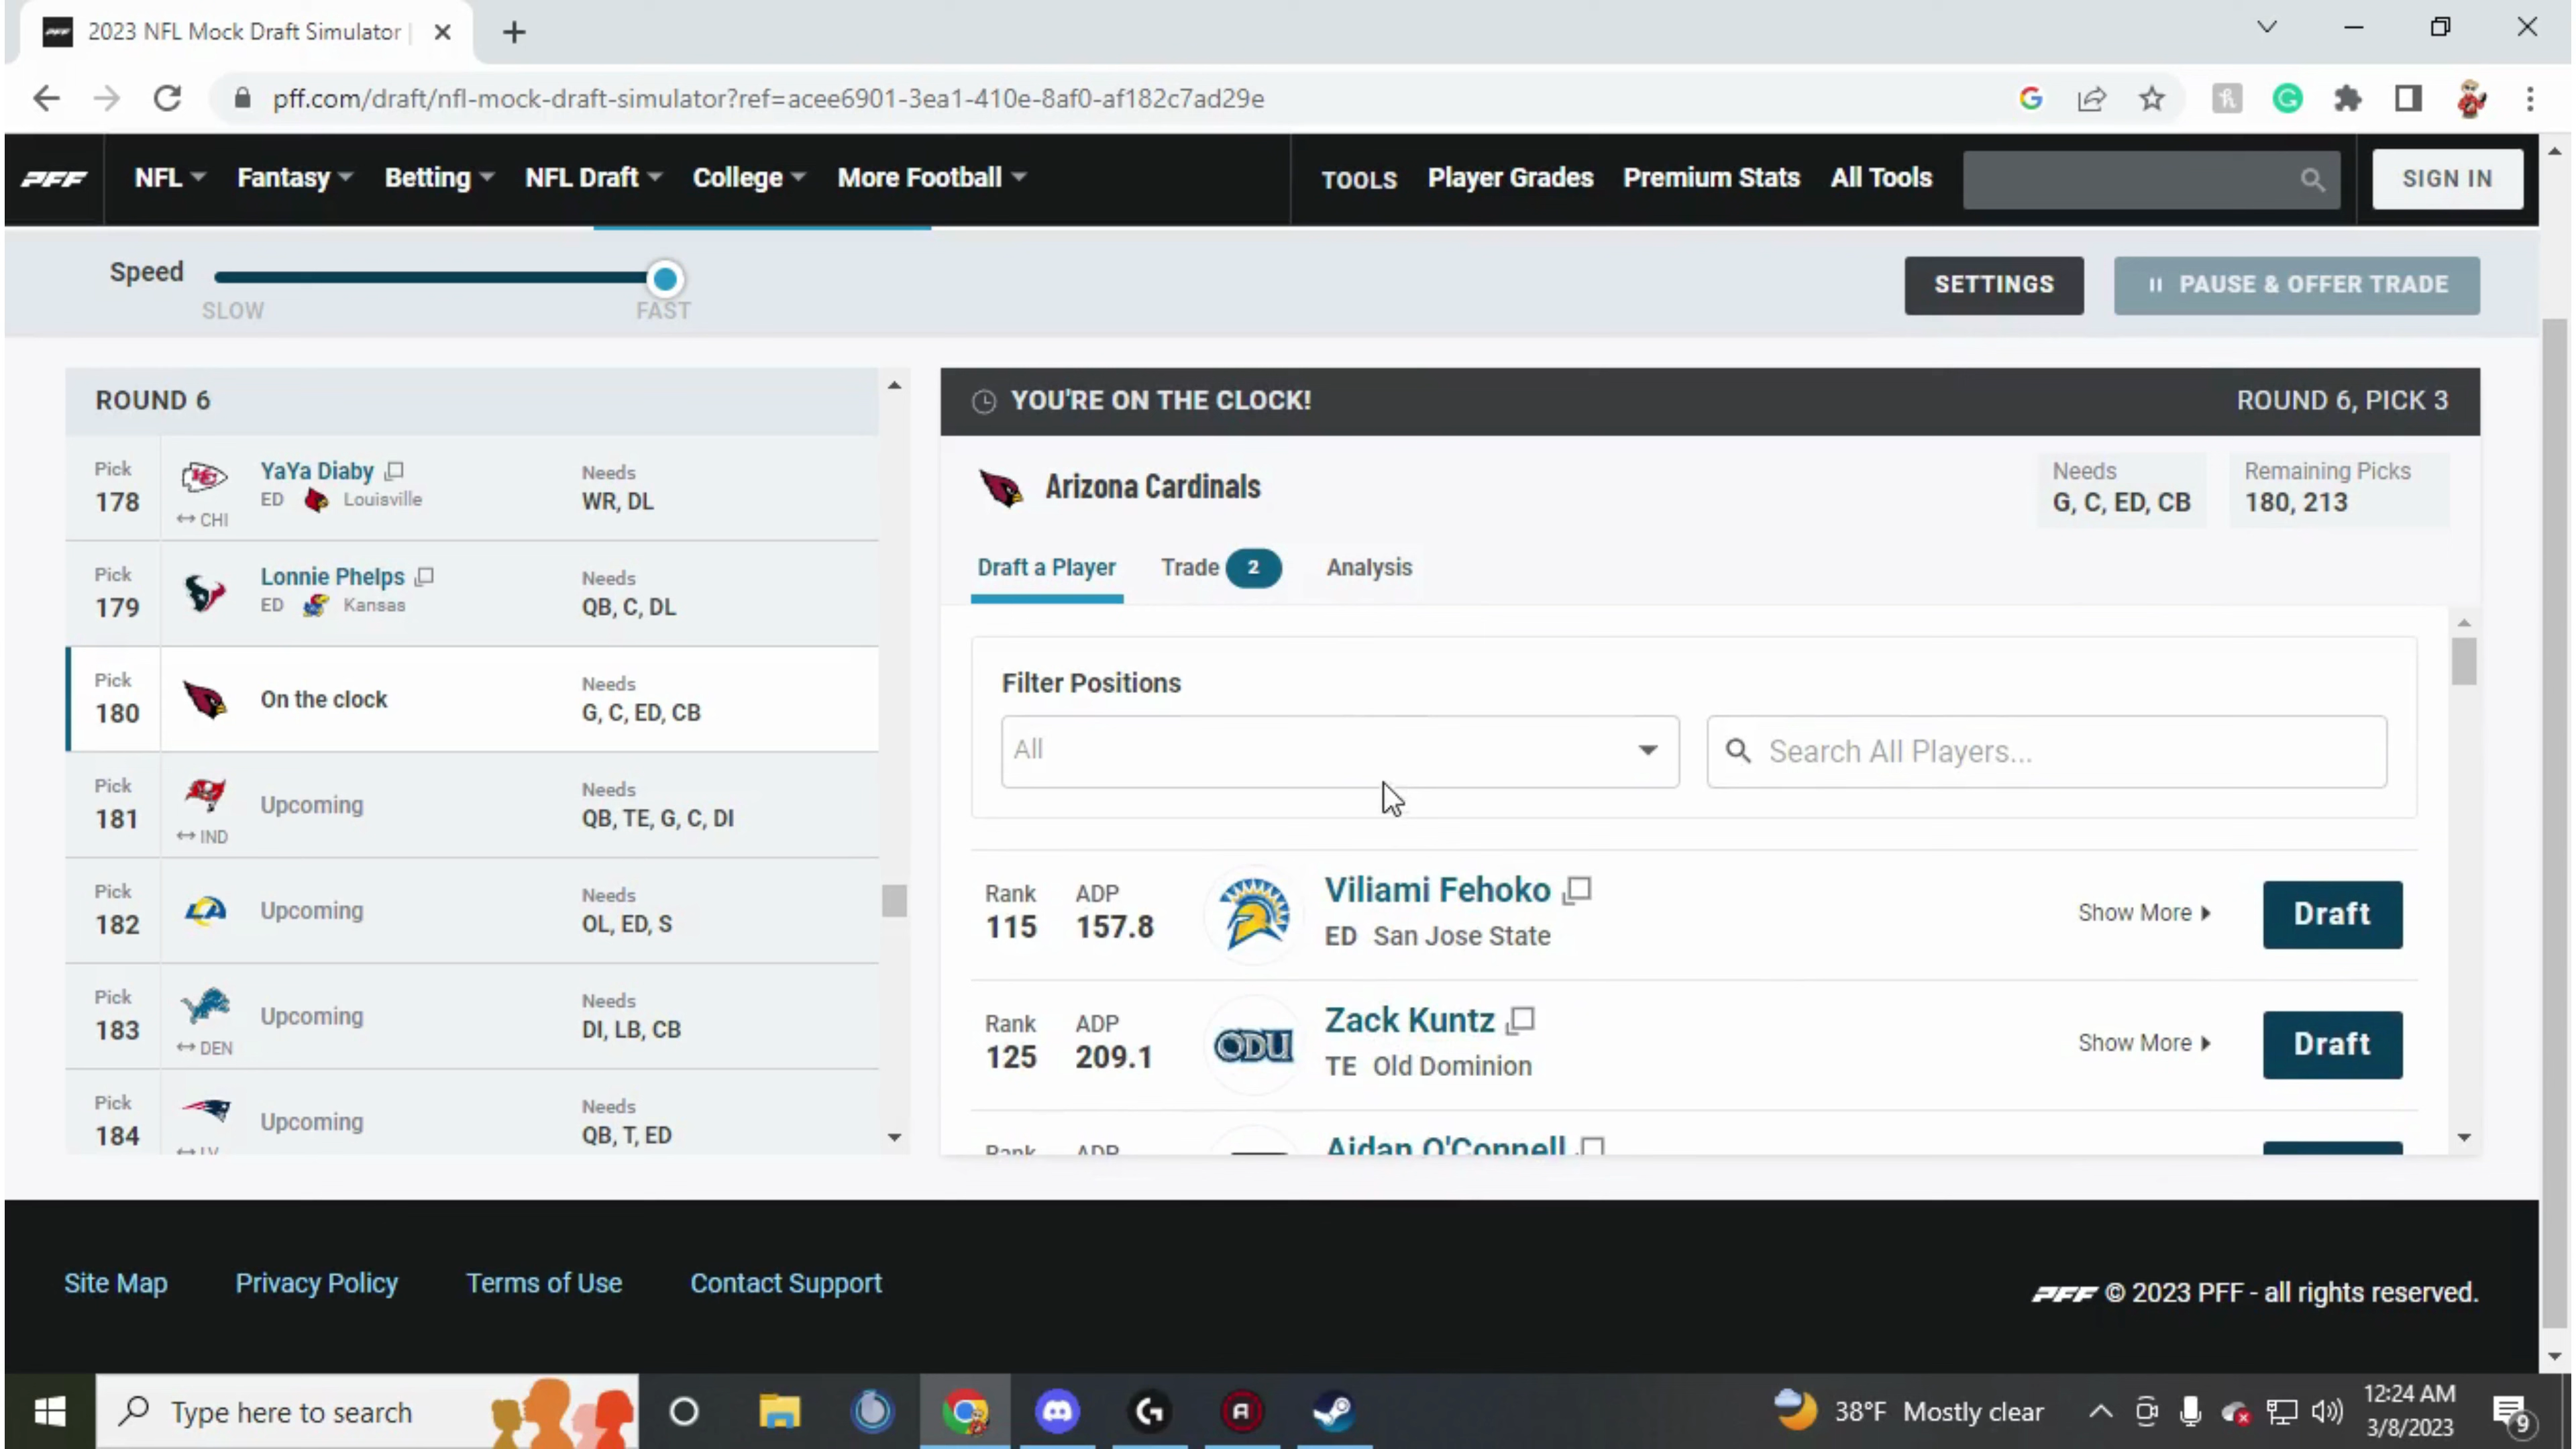 2023 NFL Mock Draft Simulator |
pff.com/draft/nfl-mock-draft-simulator?ref=acee6901-3ea1-410e-8af0-af182c7ad29e
PFF NFL Fantasy Betting NFL Draft College More Football TOOLS Player Grades Premium Stats All Tools SIGN IN
Speed
SLOW FAST
SETTINGS PAUSE & OFFER TRADE
ROUND 6
Pick 178
CHI
YaYa Diaby
ED Louisville
Needs
WR, DL
Pick 179
Lonnie Phelps
ED Kansas
Needs
QB, C, DL
Pick 180
On the clock
Needs
G, C, ED, CB
Pick 181
IND
Upcoming
Needs
QB, TE, G, C, DI
Pick 182
Upcoming
Needs
OL, ED, S
Pick 183
DEN
Upcoming
Needs
DI, LB, CB
Pick 184
LV
Upcoming
Needs
QB, T, ED
YOU'RE ON THE CLOCK! ROUND 6, PICK 3
Arizona Cardinals
Needs
G, C, ED, CB
Remaining Picks
180, 213
Draft a Player Trade 2 Analysis
Filter Positions
All
Search All Players...
Rank ADP
115 157.8
Viliami Fehoko
ED San Jose State
Show More Draft
Rank ADP
125 209.1
ODU
Zack Kuntz
TE Old Dominion
Show More Draft
Rank ADP
Aidan O'Connell
Site Map Privacy Policy Terms of Use Contact Support
PFF © 2023 PFF - all rights reserved.
Type here to search
38°F Mostly clear
12:24 AM
3/8/2023
9